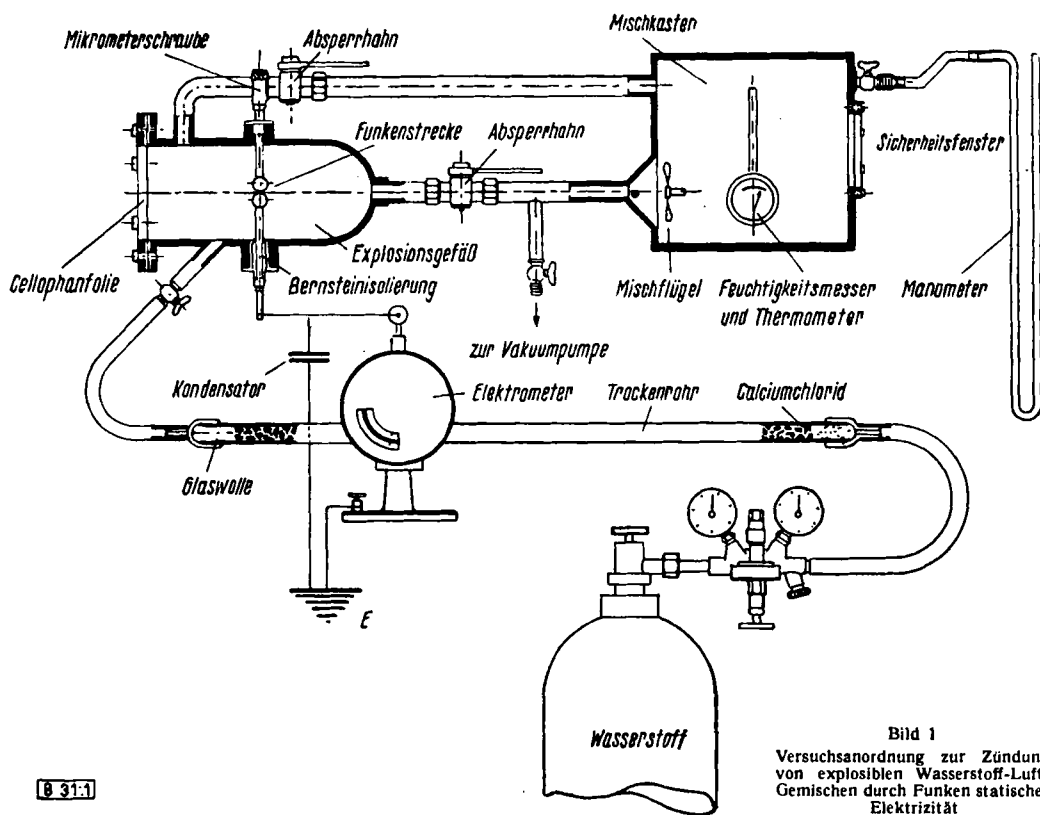 Mikrometerschraube
Absperrhahn
Mischkasten
Funkenstrecke
Absperrhahn
Sicherheitsfenster
Cellophanfolie
Explosionsgefäß
Bernsteinisolierung
Mischflügel
Feuchtigkeitsmesser
und Thermometer
Manometer
zur Vakuumpumpe
Kondensator
Elektrometer
Trockenrohr
Calciumchlorid
Glaswolle
E
Wasserstoff
B 31.1
Bild 1
Versuchsanordnung zur Zündun
von explosiblen Wasserstoff-Luft
Gemischen durch Funken statische
Elektrizität